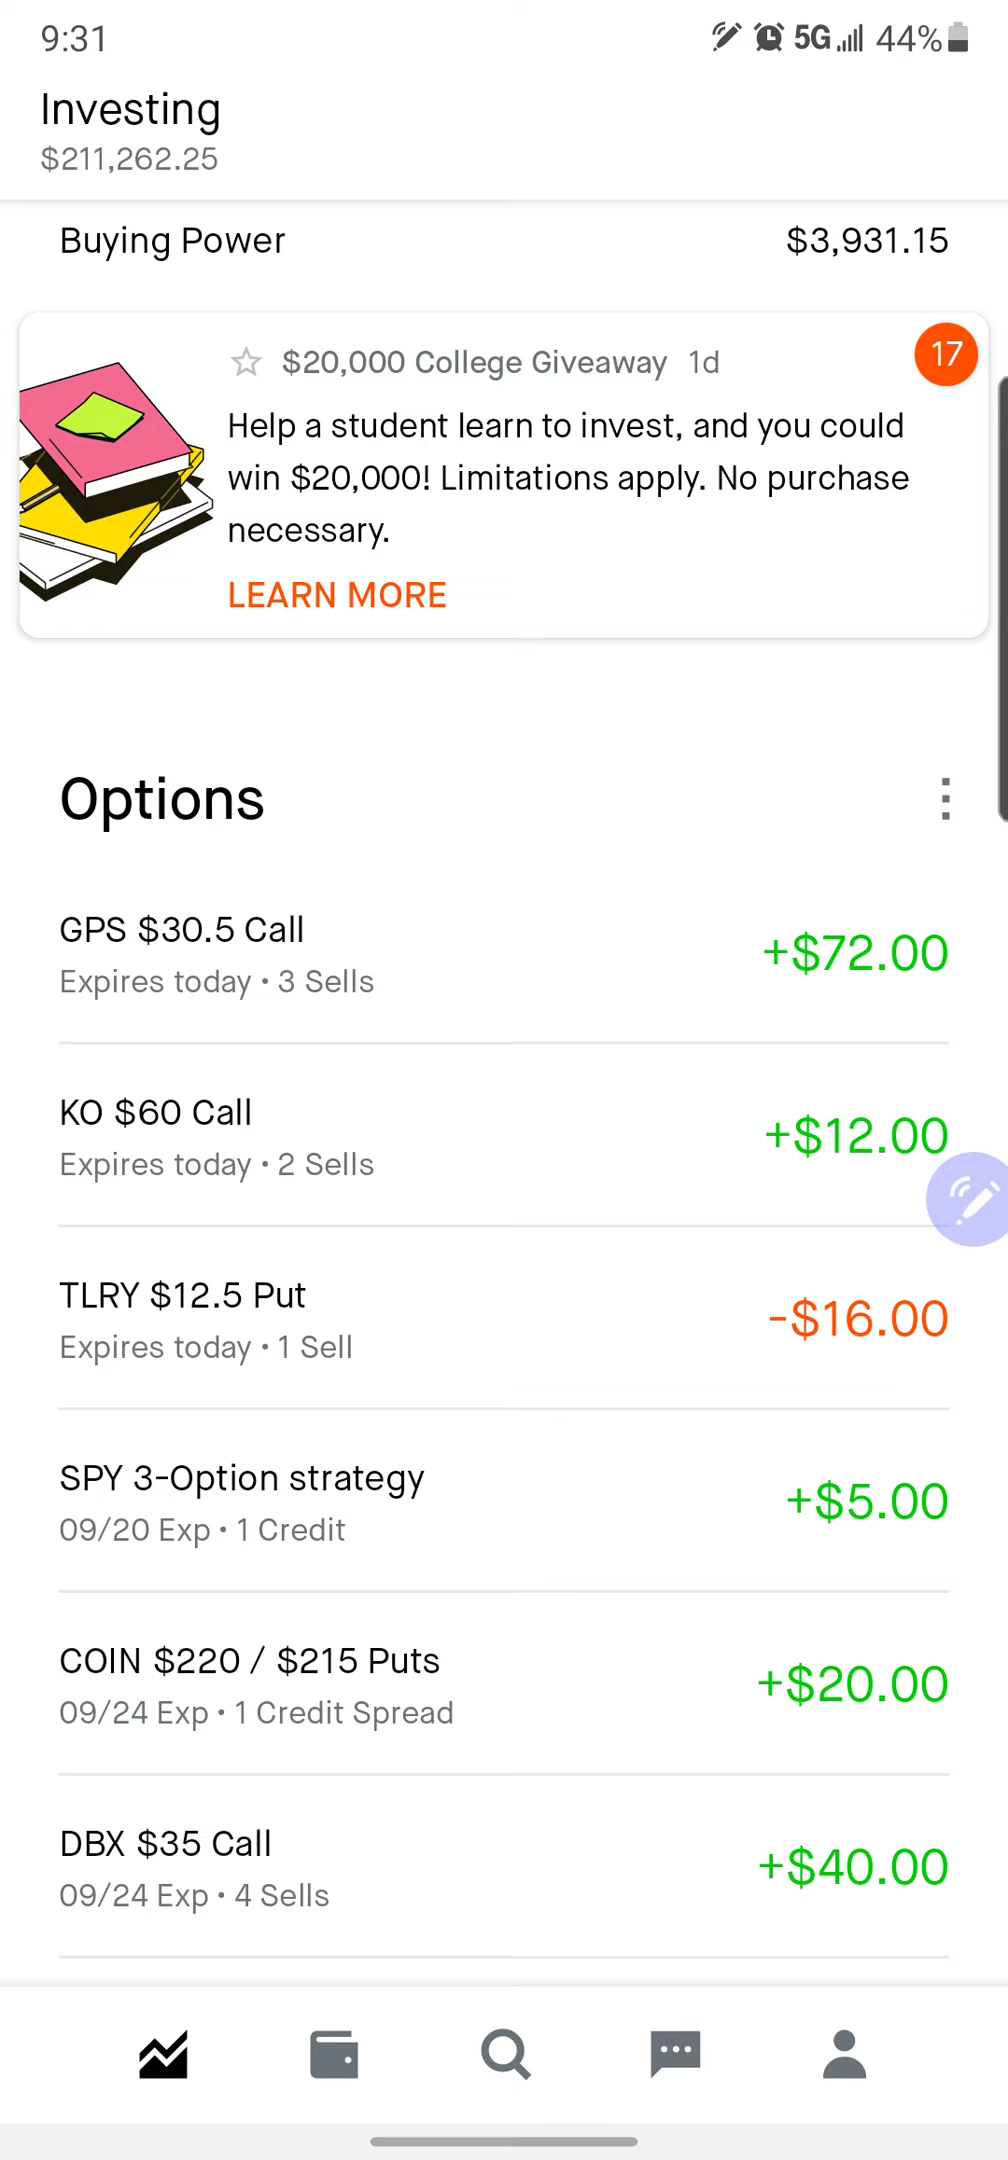 9:31
5G 44%
Investing
$211,262.25
Buying Power $3,931.15
$20,000 College Giveaway 1d
17
Help a student learn to invest, and you could
win $20,000! Limitations apply. No purchase
necessary.
LEARN MORE
Options
GPS $30.5 Call
Expires today • 3 Sells
+$72.00
KO $60 Call
Expires today • 2 Sells
+$12.00
TLRY $12.5 Put
Expires today • 1 Sell
-$16.00
SPY 3-Option strategy
09/20 Exp • 1 Credit
+$5.00
COIN $220 / $215 Puts
09/24 Exp • 1 Credit Spread
+$20.00
DBX $35 Call
09/24 Exp • 4 Sells
+$40.00